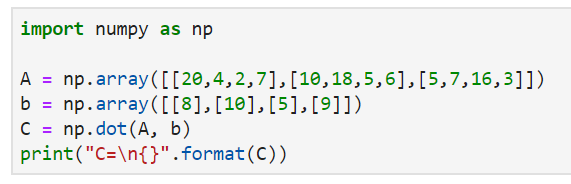 import numpy as np
A = np.array([[20,4,2,7],[10,18,5,6],[5,7,16,3]])
b = np.array([[8],[10],[5],[9]])
C = np.dot(A, b)
print("C=\n{}".format(C))